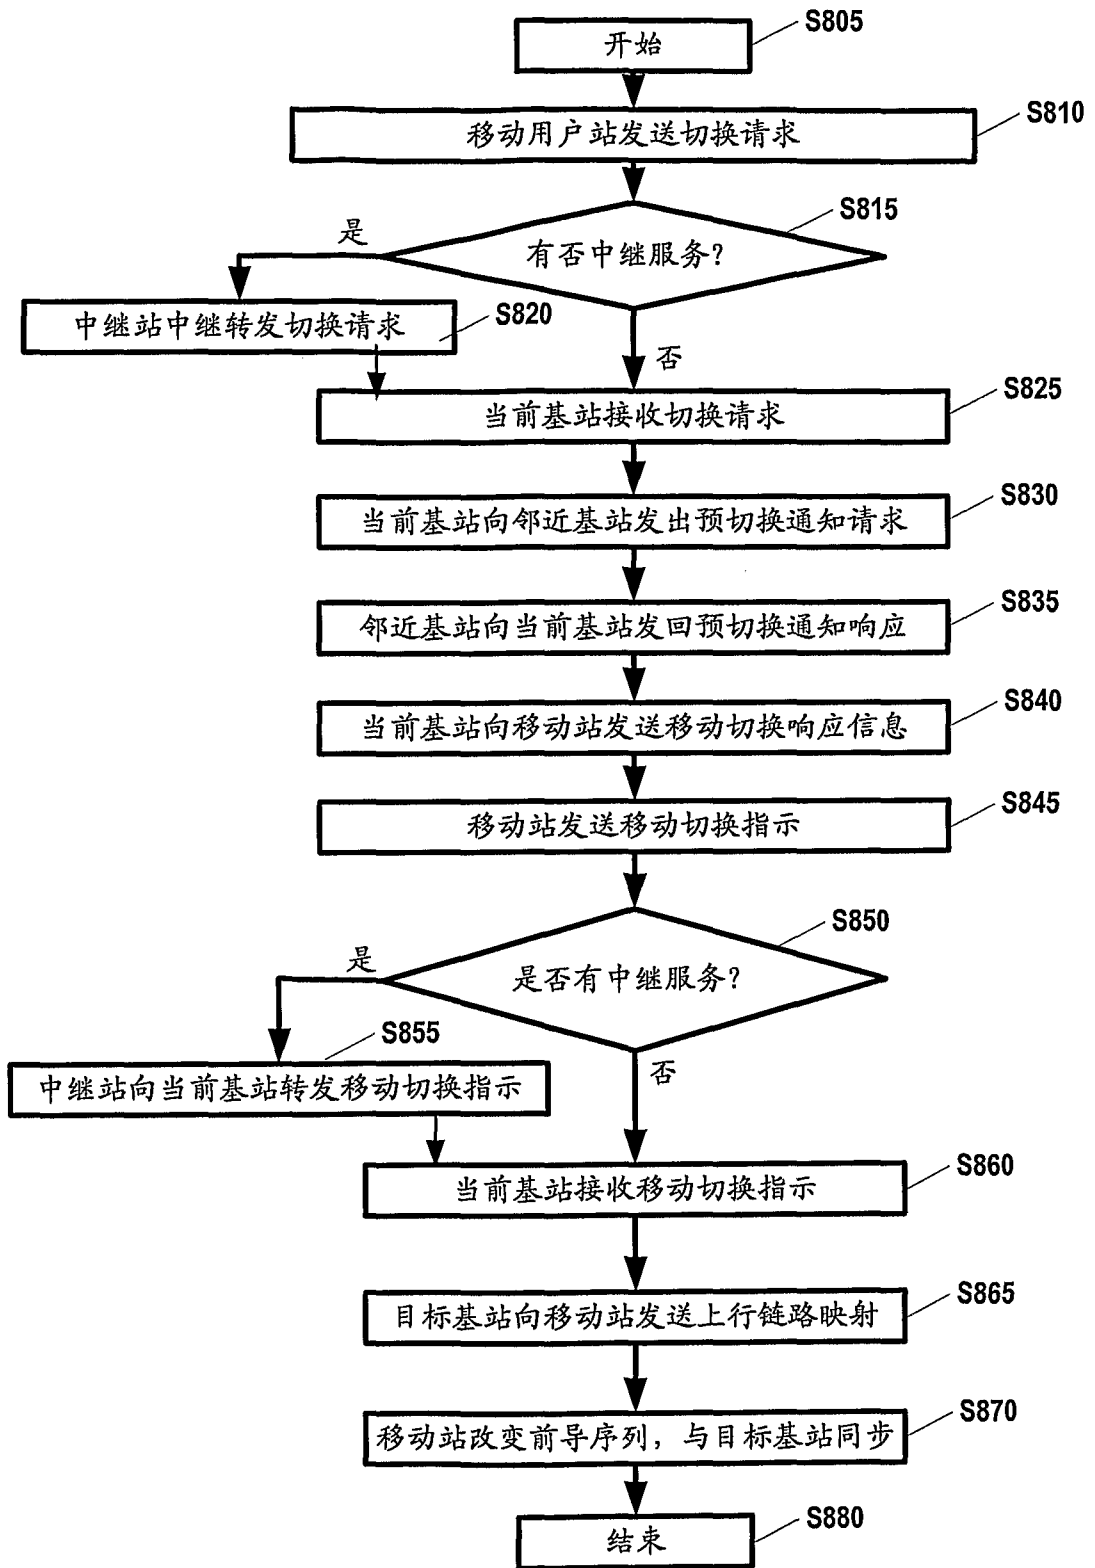 S805
开始
S810
移动用户站发送切换请求
S815
是
有否中继服务?
S820
中继站中继转发切换请求
否
S825
当前基站接收切换请求
S830
当前基站向邻近基站发出预切换通知请求
S835
邻近基站向当前基站发回预切换通知响应
S840
当前基站向移动站发送移动切换响应信息
S845
移动站发送移动切换指示
S850
是
是否有中继服务?
S855
中继站向当前基站转发移动切换指示
否
S860
当前基站接收移动切换指示
S865
目标基站向移动站发送上行链路映射
S870
移动站改变前导序列，与目标基站同步
S880
结束